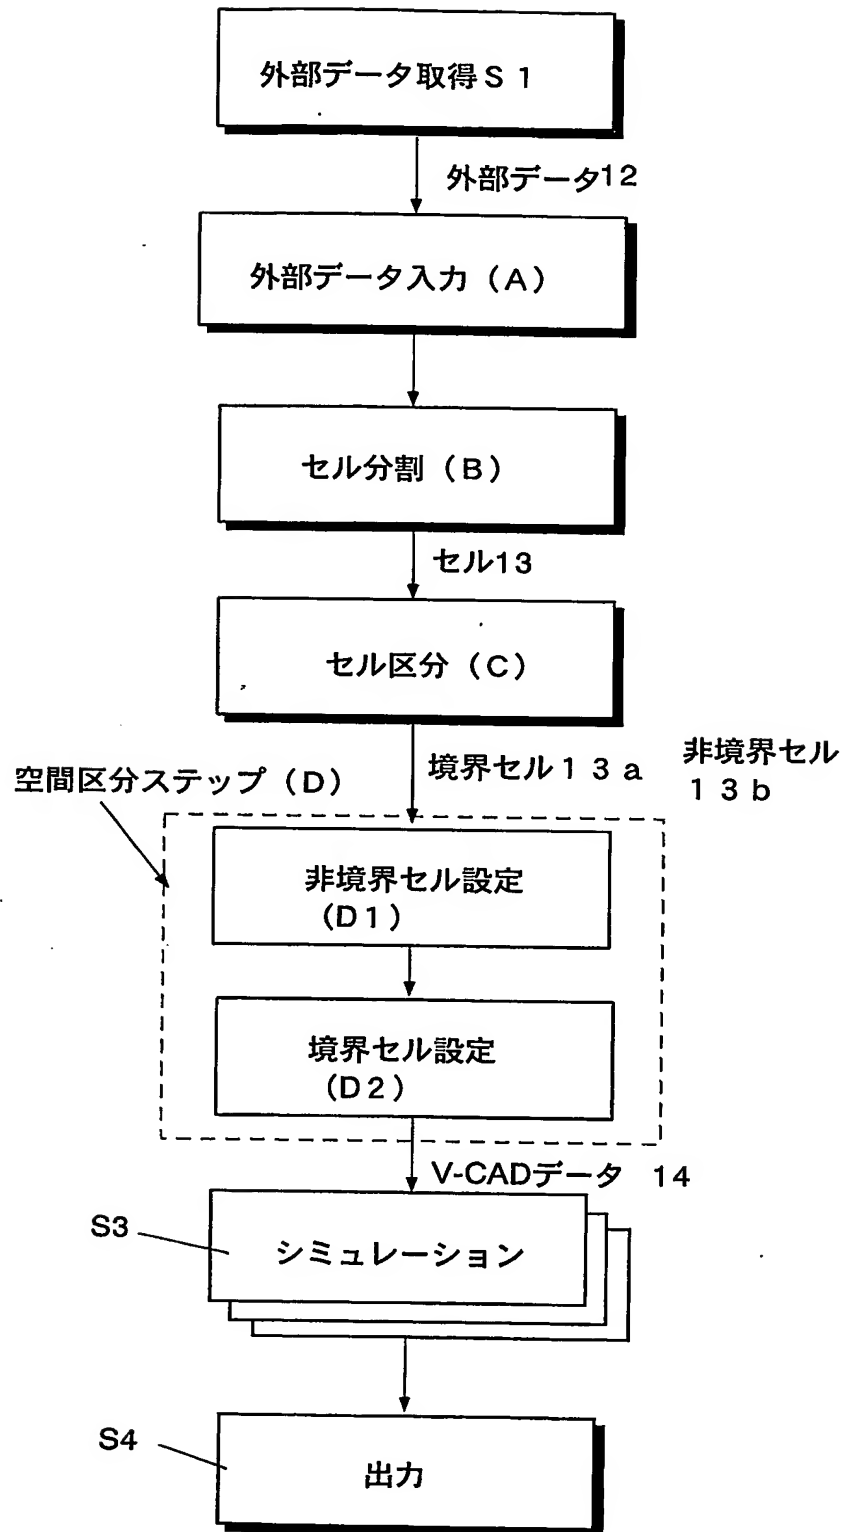 外部データ取得S1
外部データ12
外部データ入力(A)
セル分割(B)
セル13
セル区分(C)
空間区分ステップ(D)
境界セル13a
非境界セル
13b
非境界セル設定
(D1)
境界セル設定
(D2)
V-CADデータ 14
S3
シミュレーション
S4
出力